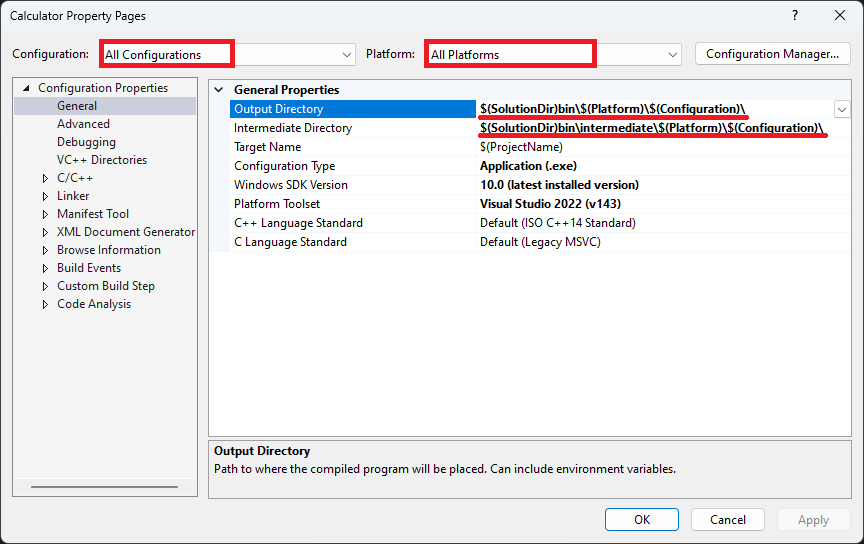 Calculator Property Pages
?
Configuration: All Configurations Platform: All Platforms Configuration Manager...
Configuration Properties
General
Advanced
Debugging
VC++ Directories
C/C++
Linker
Manifest Tool
XML Document Generator
Browse Information
Build Events
Custom Build Step
Code Analysis
General Properties
Output Directory $(SolutionDir)bin\$(Platform)\$(Configuration)\
Intermediate Directory $(SolutionDir)bin\intermediate\$(Platform)\$(Configuration)\
Target Name $(ProjectName)
Configuration Type Application (.exe)
Windows SDK Version 10.0 (latest installed version)
Platform Toolset Visual Studio 2022 (v143)
C++ Language Standard Default (ISO C++14 Standard)
C Language Standard Default (Legacy MSVC)
Output Directory
Path to where the compiled program will be placed. Can include environment variables.
OK Cancel Apply